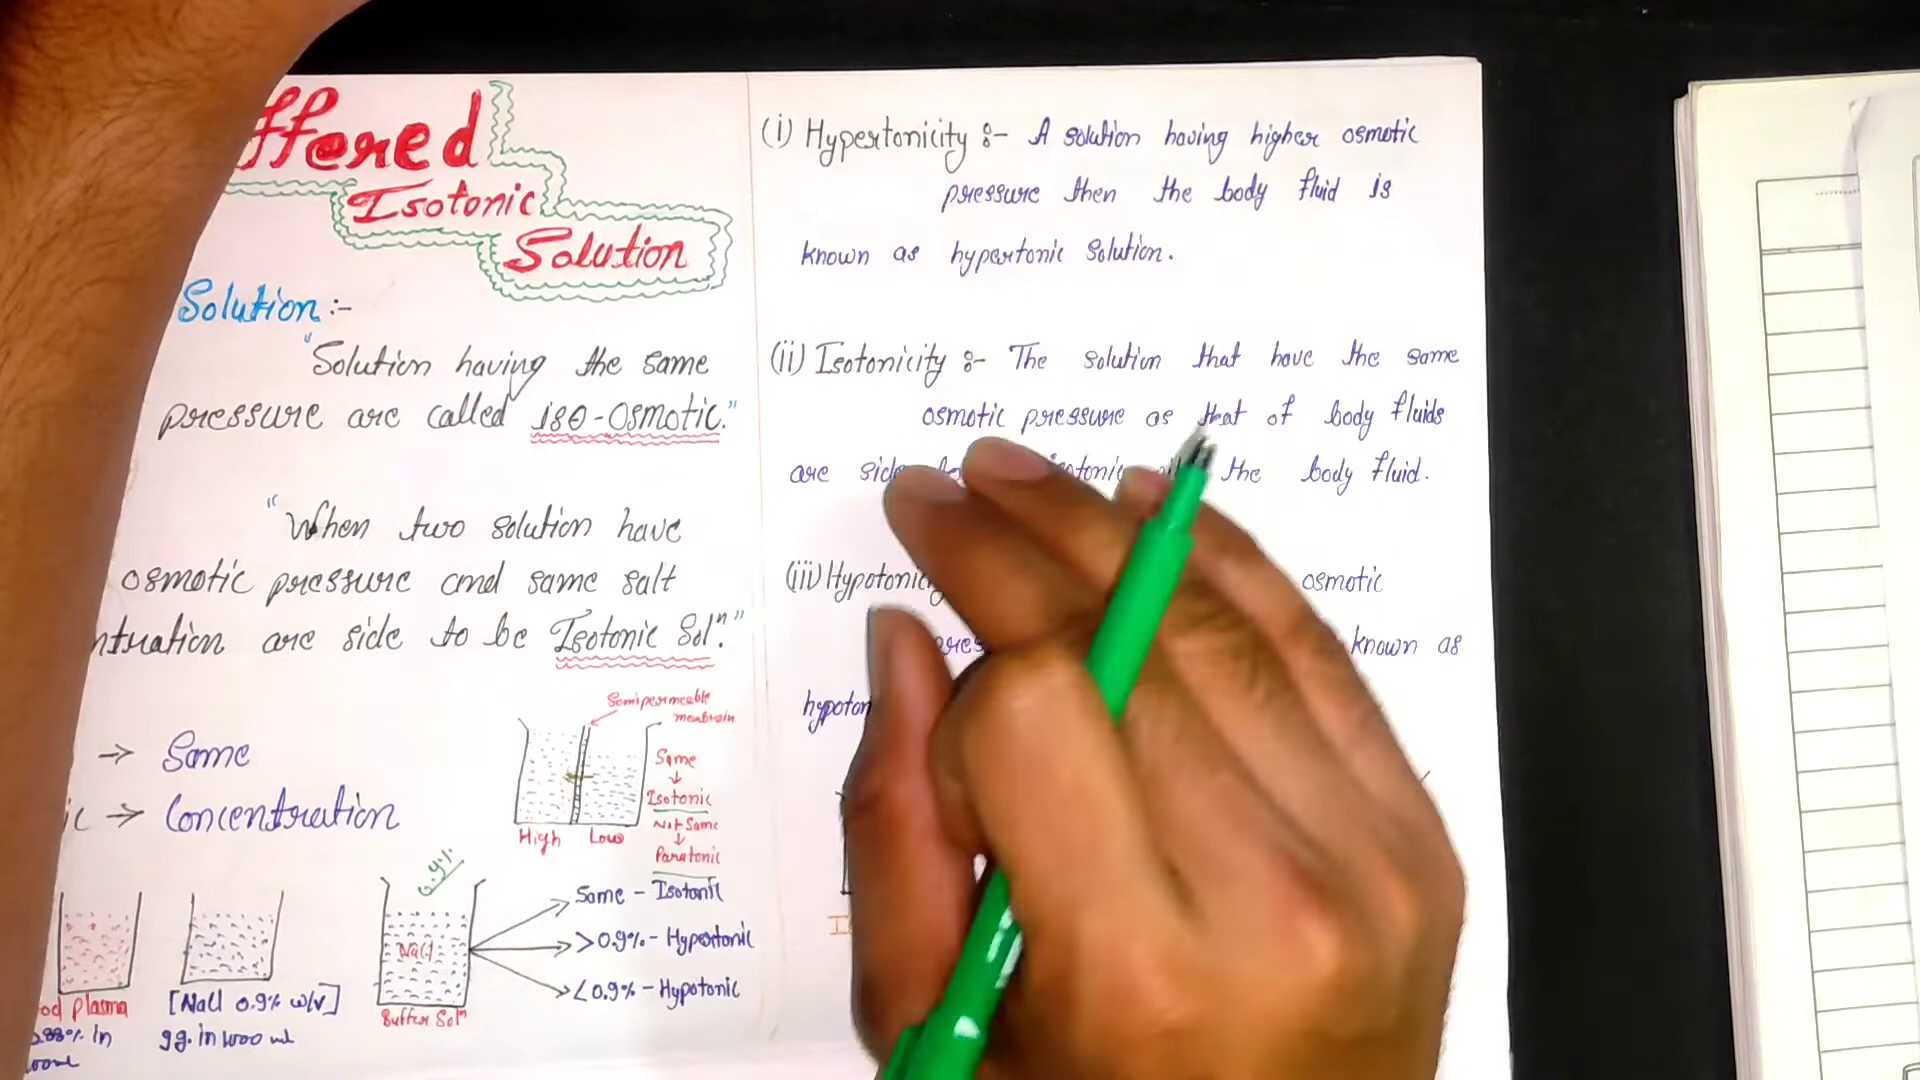 ffered
Isotonic
Solution
Solution :-
"Solution having the same
pressure are called iso-osmotic."
"When two solution have
osmotic pressure and same salt
ntration are side to be Isotonic Solⁿ."
→ Same
ic → Concentration
Semipermeable
membrain
Same
↓
Isotonic
Not Same
↓
Paratonic
High Low
0.9%
NaCl
Buffer Solⁿ
Same - Isotonic
>0.9% - Hypertonic
<0.9% - Hypotonic
od plasma
.88% in
00ml
[NaCl 0.9% w/v]
9g. in 1000 ml
(i) Hypertonicity :- A solution having higher osmotic
pressure then the body fluid is
known as hypertonic solution.
(ii) Isotonicity :- The solution that have the same
osmotic pressure as that of body fluids
are side the body fluid.
(iii) Hypotonic osmotic
pres known as
hypoton